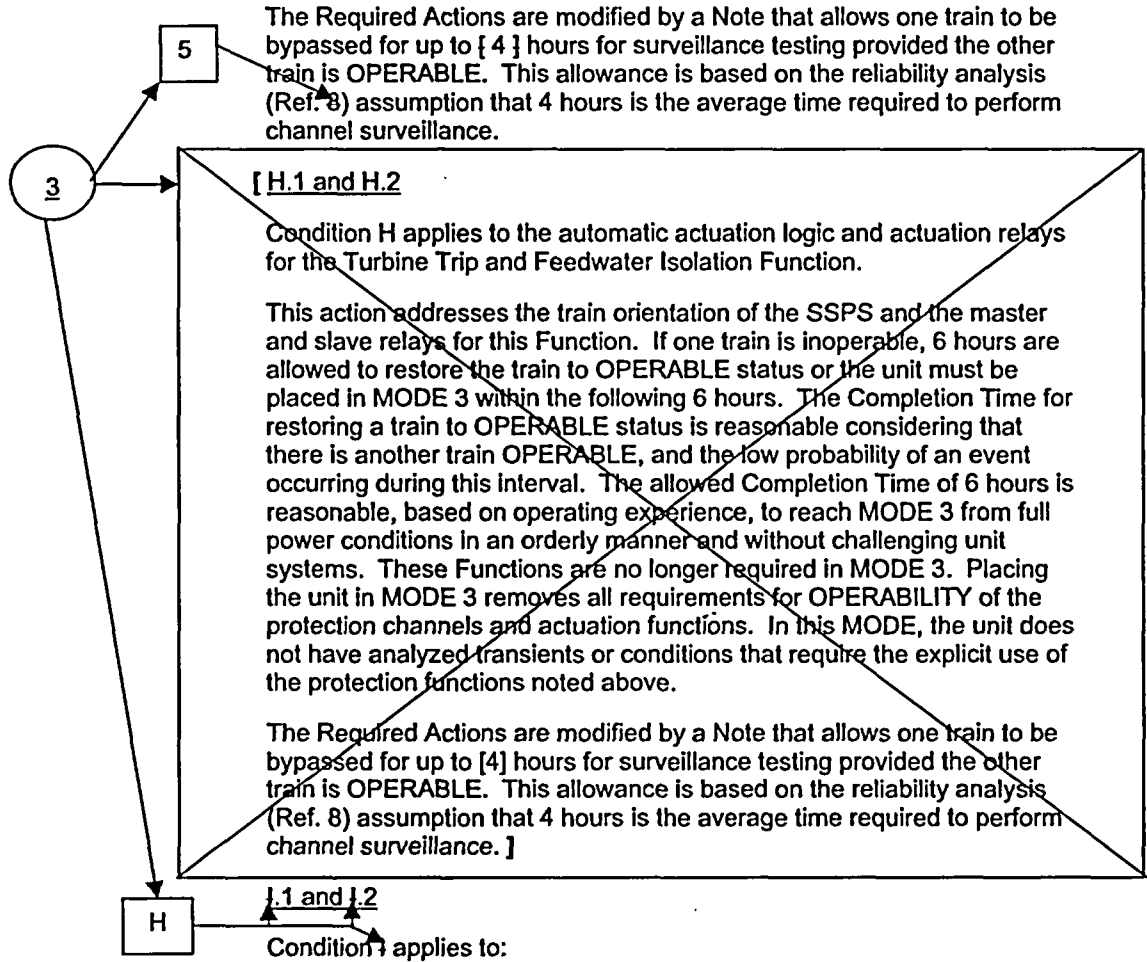 The Required Actions are modified by a Note that allows one train to be
bypassed for up to [ 4 ] hours for surveillance testing provided the other
5
train is OPERABLE. This allowance is based on the reliability analysis
(Ref. 8) assumption that 4 hours is the average time required to perform
channel surveillance.
3
[ H.1 and H.2
Condition H applies to the automatic actuation logic and actuation relays
for the Turbine Trip and Feedwater Isolation Function.
This action addresses the train orientation of the SSPS and the master
and slave relays for this Function. If one train is inoperable, 6 hours are
allowed to restore the train to OPERABLE status or the unit must be
placed in MODE 3 within the following 6 hours. The Completion Time for
restoring a train to OPERABLE status is reasonable considering that
there is another train OPERABLE, and the low probability of an event
occurring during this interval. The allowed Completion Time of 6 hours is
reasonable, based on operating experience, to reach MODE 3 from full
power conditions in an orderly manner and without challenging unit
systems. These Functions are no longer required in MODE 3. Placing
the unit in MODE 3 removes all requirements for OPERABILITY of the
protection channels and actuation functions. In this MODE, the unit does
not have analyzed transients or conditions that require the explicit use of
the protection functions noted above.
The Required Actions are modified by a Note that allows one train to be
bypassed for up to [4] hours for surveillance testing provided the other
train is OPERABLE. This allowance is based on the reliability analysis
(Ref. 8) assumption that 4 hours is the average time required to perform
channel surveillance. ]
I.1 and I.2
H
Condition I applies to: